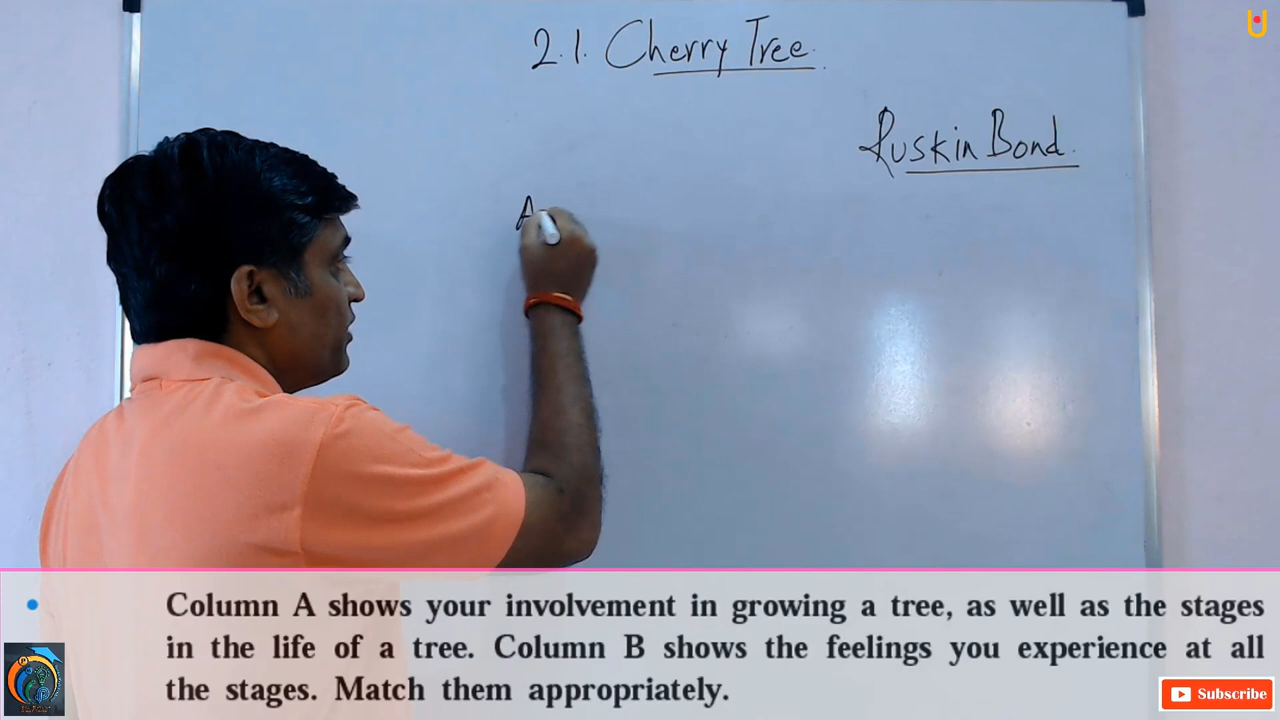 2.1. Cherry Tree.
Ruskin Bond.
A
• Column A shows your involvement in growing a tree, as well as the stages
in the life of a tree. Column B shows the feelings you experience at all
the stages. Match them appropriately.
Subscribe